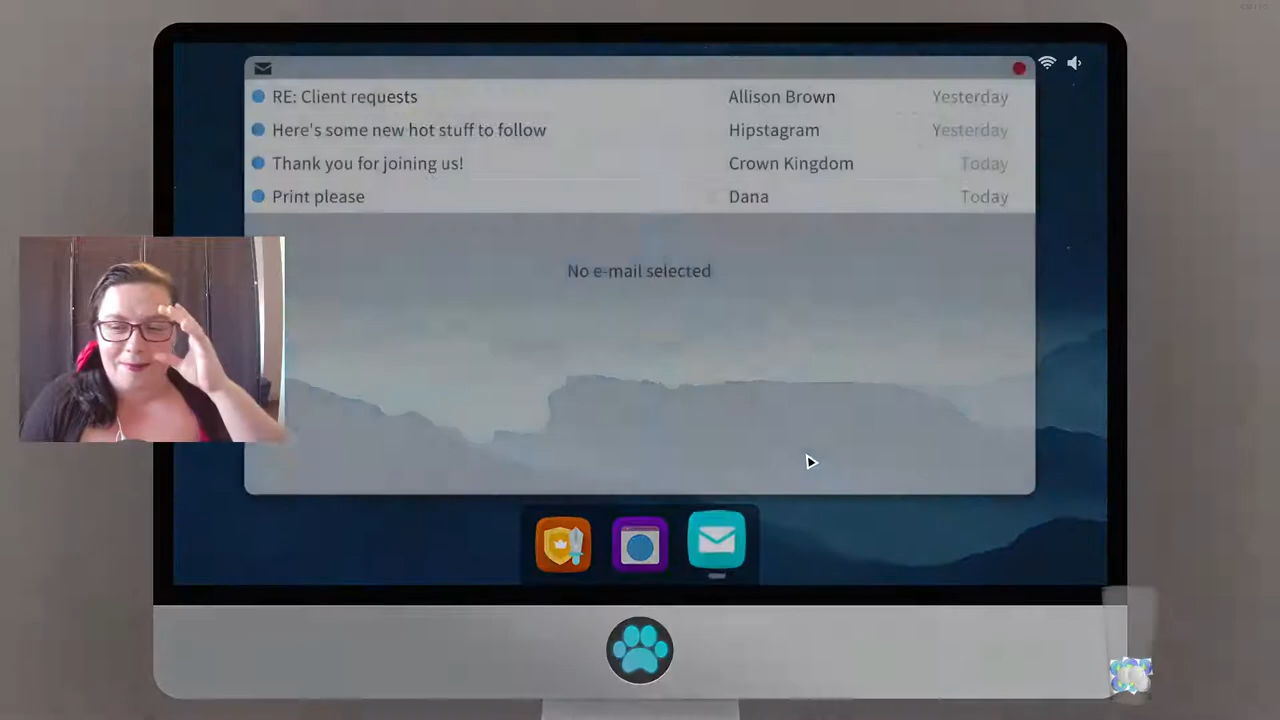 RE: Client requests Allison Brown Yesterday
Here's some new hot stuff to follow Hipstagram Yesterday
Thank you for joining us! Crown Kingdom Today
Print please Dana Today
No e-mail selected